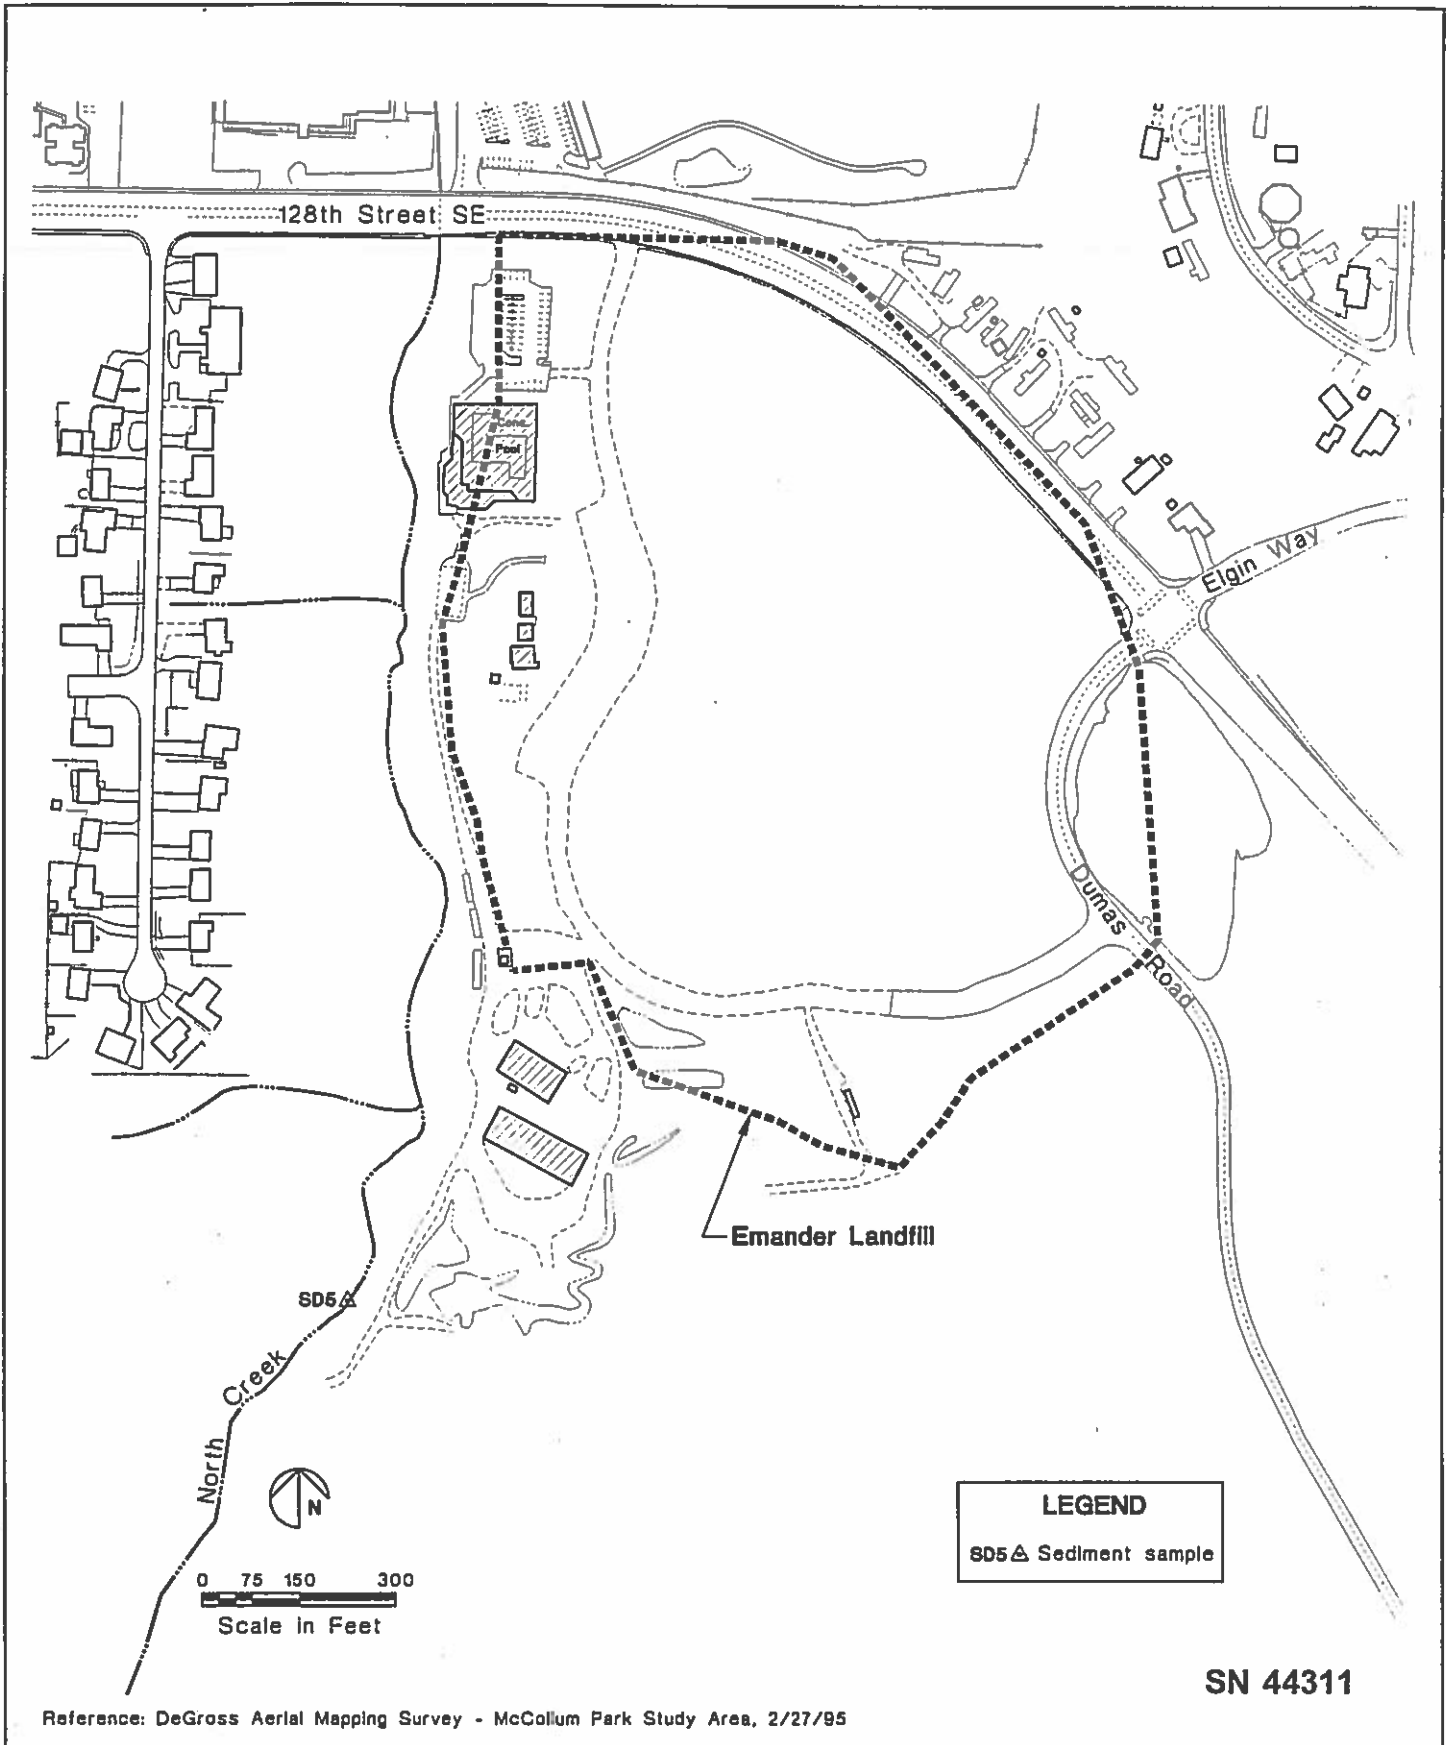 128th Street SE
Conc.
Pool
Elgin Way
Dumas Road
Emander Landfill
SD5
North Creek
N
LEGEND
SD5 Sediment sample
0 75 150 300
Scale in Feet
SN 44311
Reference: DeGross Aerial Mapping Survey - McCollum Park Study Area, 2/27/95